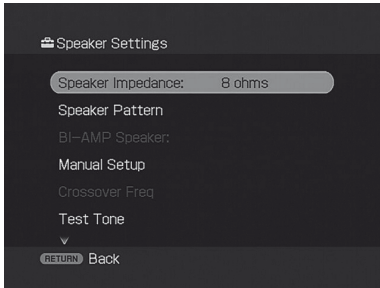 Speaker Settings
Speaker Impedance: 8 ohms
Speaker Pattern
BI-AMP Speaker:
Manual Setup
Crossover Freq
Test Tone
RETURN Back